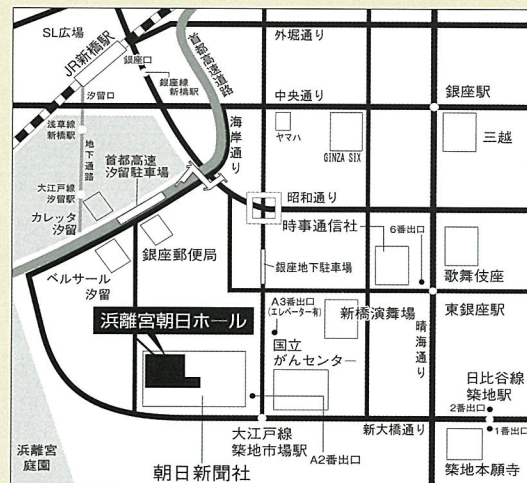 SL広場
JR新橋駅
銀座口
銀座線
新橋駅
首都高速道路
外堀通り
汐留口
中央通り
銀座駅
浅草線
新橋駅
地下通路
海岸通り
ヤマハ
GINZA SIX
三越
首都高速
汐留駐車場
大江戸線
汐留駅
カレッタ
汐留
昭和通り
時事通信社
6番出口
銀座郵便局
銀座地下駐車場
歌舞伎座
ベルサール
汐留
A3番出口
(エレベーター有)
新橋演舞場
晴海通り
東銀座駅
浜離宮朝日ホール
国立
がんセンター
日比谷線
築地駅
2番出口
新大橋通り
1番出口
大江戸線
築地市場駅
A2番出口
浜離宮
庭園
朝日新聞社
築地本願寺